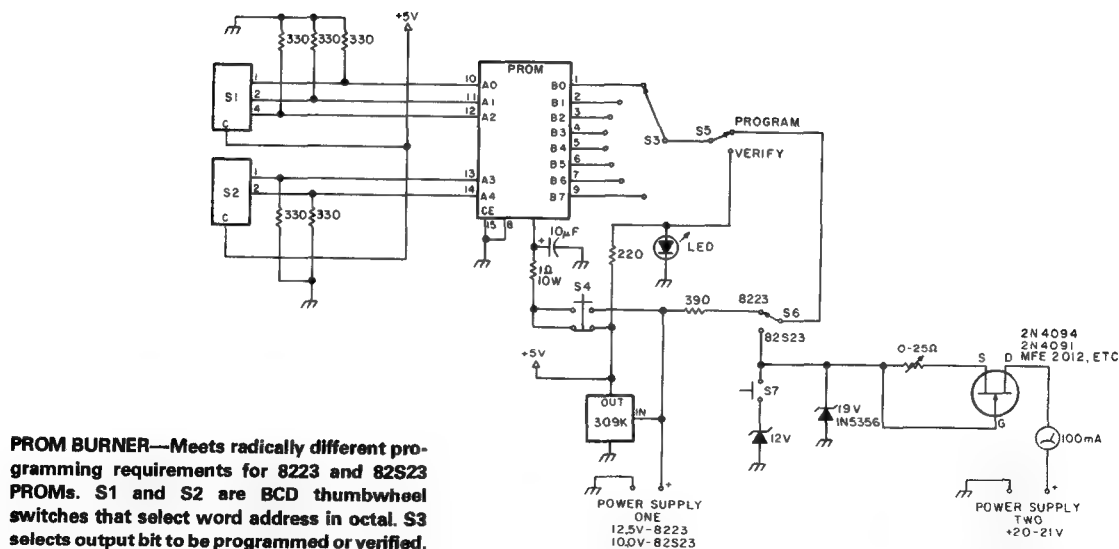 +5V
330 330 330
PROM
S1
1
2
4
C
10 A0
11 A1
12 A2
B0 1
B1 2
B2 3
B3 4
B4 5
B5 6
B6 7
B7 9
S3
S5
PROGRAM
VERIFY
S2
1
2
C
13 A3
14 A4
CE
15 8
330 330
+
10µF
1Ω
10W
220
LED
S4
390
8223
S6
82S23
+5V
OUT
309K
IN
S7
12V
19V
1N5356
0-25Ω
S D
G
2N4094
2N4091
MFE 2012, ETC
100mA
+
POWER SUPPLY
ONE
12.5V-8223
10.0V-82S23
+
POWER SUPPLY
TWO
+20-21V
PROM BURNER—Meets radically different pro-
gramming requirements for 8223 and 82S23
PROMs. S1 and S2 are BCD thumbwheel
switches that select word address in octal. S3
selects output bit to be programmed or verified.